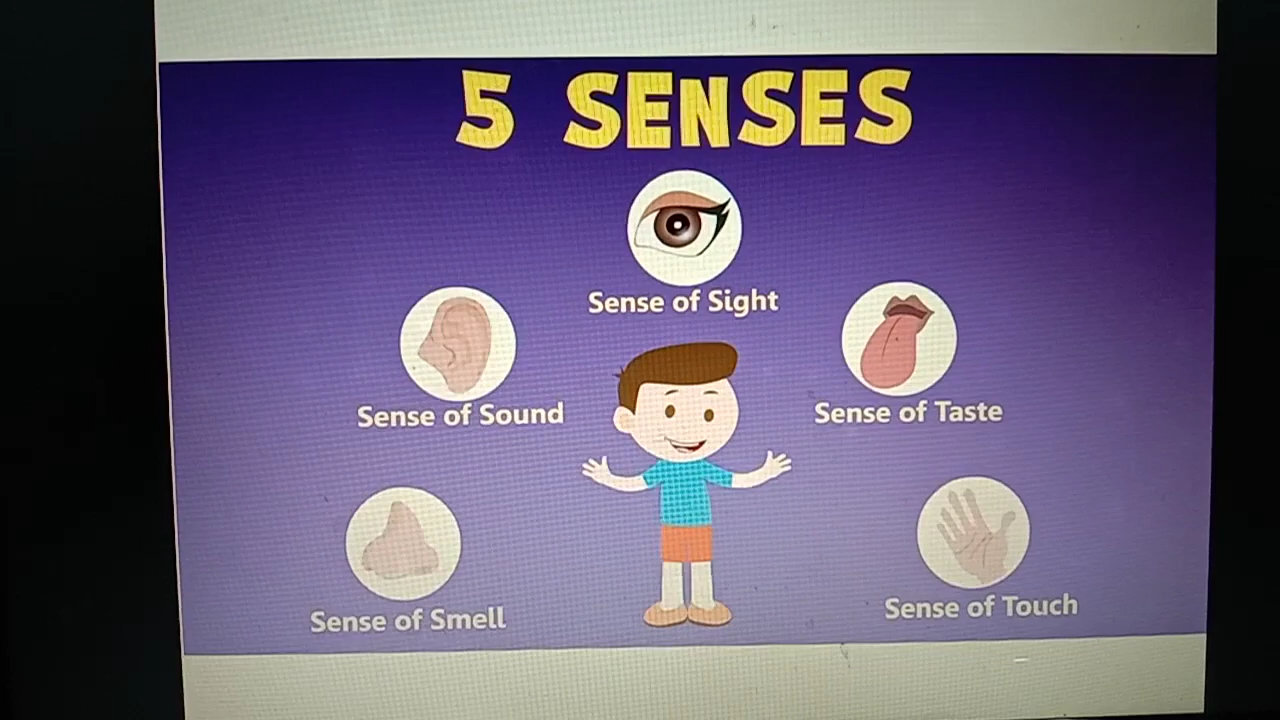 5 SENSES
Sense of Sight
Sense of Sound
Sense of Taste
Sense of Smell
Sense of Touch